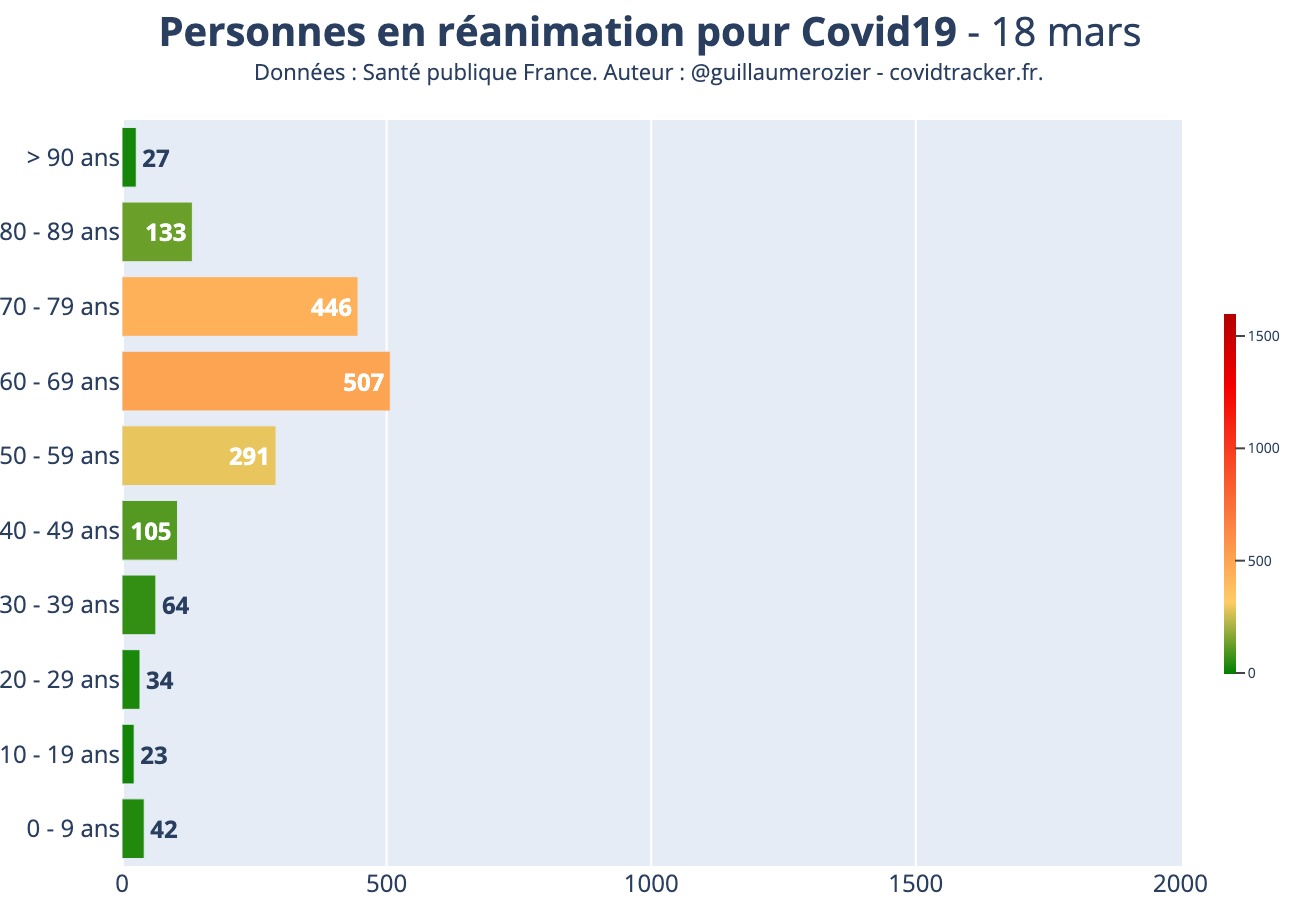 Personnes en réanimation pour Covid19 - 18 mars
Données : Santé publique France. Auteur : @guillaumerozier - covidtracker.fr.
> 90 ans 27
80 - 89 ans 133
70 - 79 ans 446
60 - 69 ans 507
50 - 59 ans 291
40 - 49 ans 105
30 - 39 ans 64
20 - 29 ans 34
10 - 19 ans 23
0 - 9 ans 42
0 500 1000 1500 2000
1500
1000
500
0